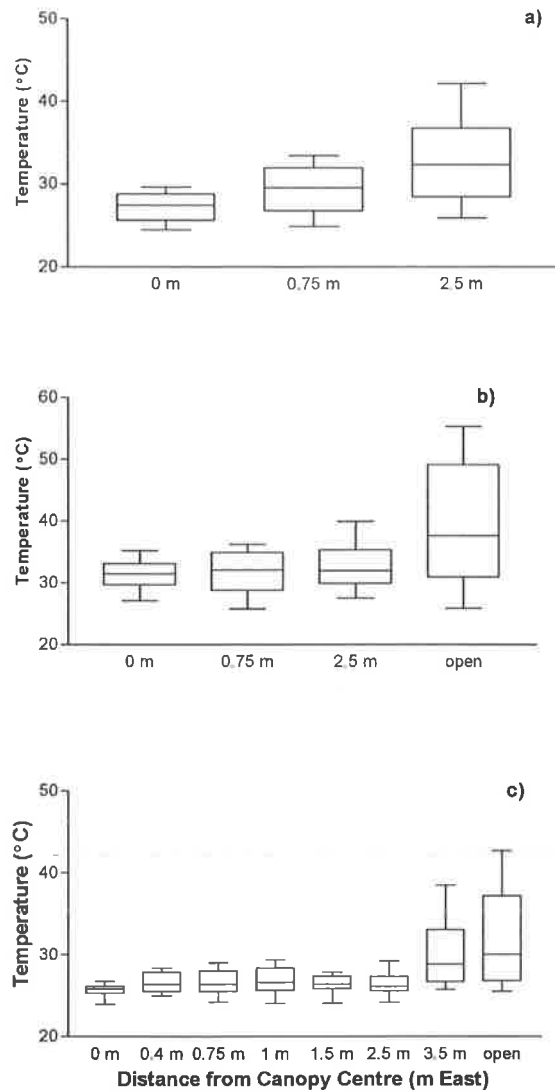 a)
50
40
30
20
Temperature (°C)
0 m 0.75 m 2.5 m
b)
60
50
40
30
20
Temperature (°C)
0 m 0.75 m 2.5 m open
c)
50
40
30
20
Temperature (°C)
0 m 0.4 m 0.75 m 1 m 1.5 m 2.5 m 3.5 m open
Distance from Canopy Centre (m East)